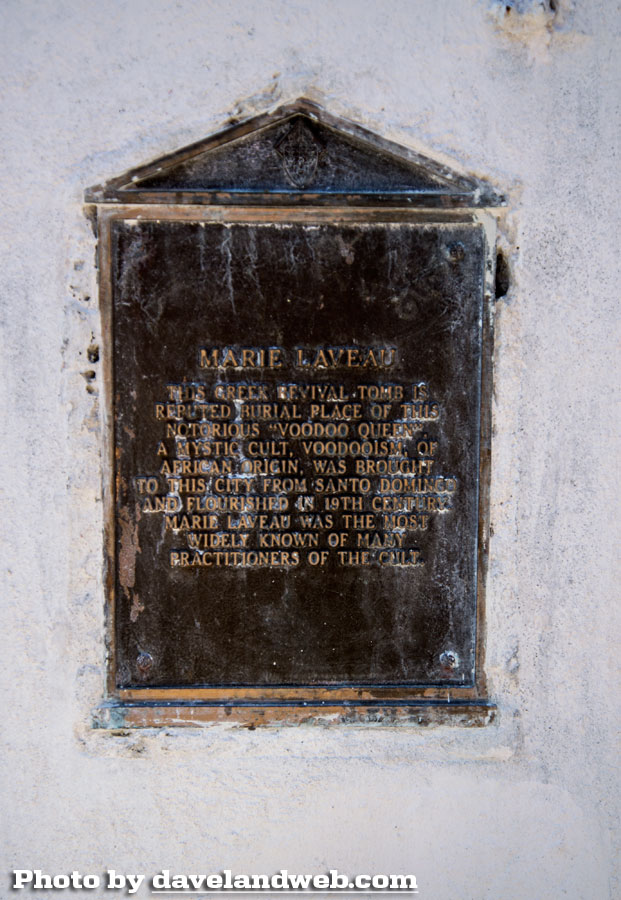 MARIE LAVEAU
THIS GREEK REVIVAL TOMB IS
REPUTED BURIAL PLACE OF THIS
NOTORIOUS "VOODOO QUEEN".
A MYSTIC CULT, VOODOOISM, OF
AFRICAN ORIGIN, WAS BROUGHT
TO THIS CITY FROM SANTO DOMINGO
AND FLOURISHED IN 19TH CENTURY.
MARIE LAVEAU WAS THE MOST
WIDELY KNOWN OF MANY
PRACTITIONERS OF THE CULT.
Photo by davelandweb.com